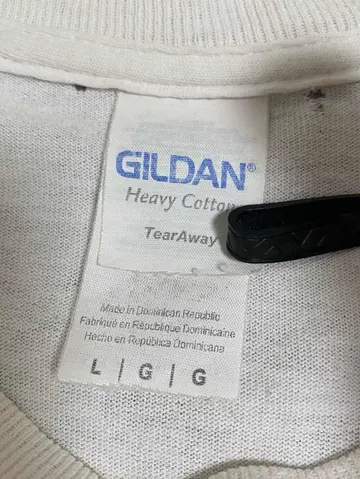 GILDAN®
Heavy Cotton
TearAway
Made in Dominican Republic
Fabriqué en République Dominicaine
Hecho en República Dominicana
L | G | G